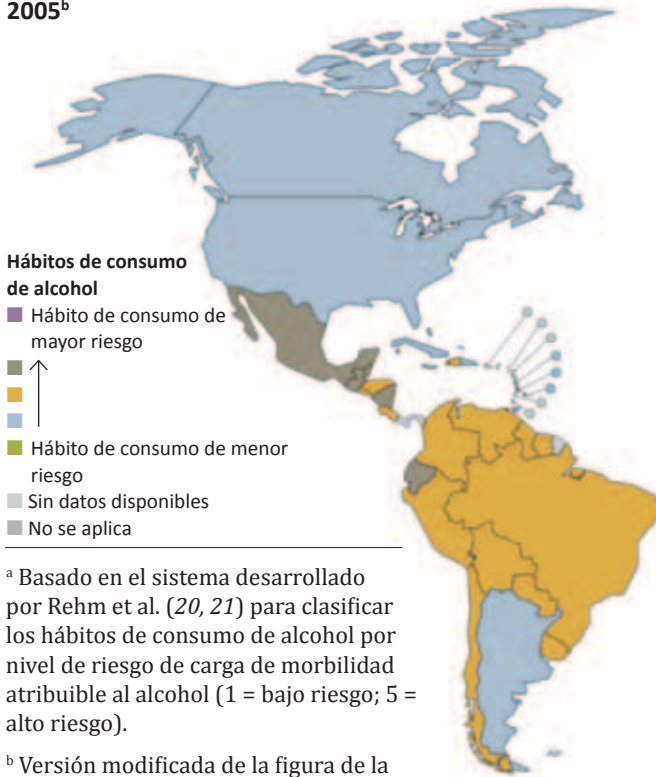 2005ᵇ
Hábitos de consumo
de alcohol
Hábito de consumo de
mayor riesgo
Hábito de consumo de menor
riesgo
Sin datos disponibles
No se aplica
ᵃ Basado en el sistema desarrollado
por Rehm et al. (20, 21) para clasificar
los hábitos de consumo de alcohol por
nivel de riesgo de carga de morbilidad
atribuible al alcohol (1 = bajo riesgo; 5 =
alto riesgo).
ᵇ Versión modificada de la figura de la